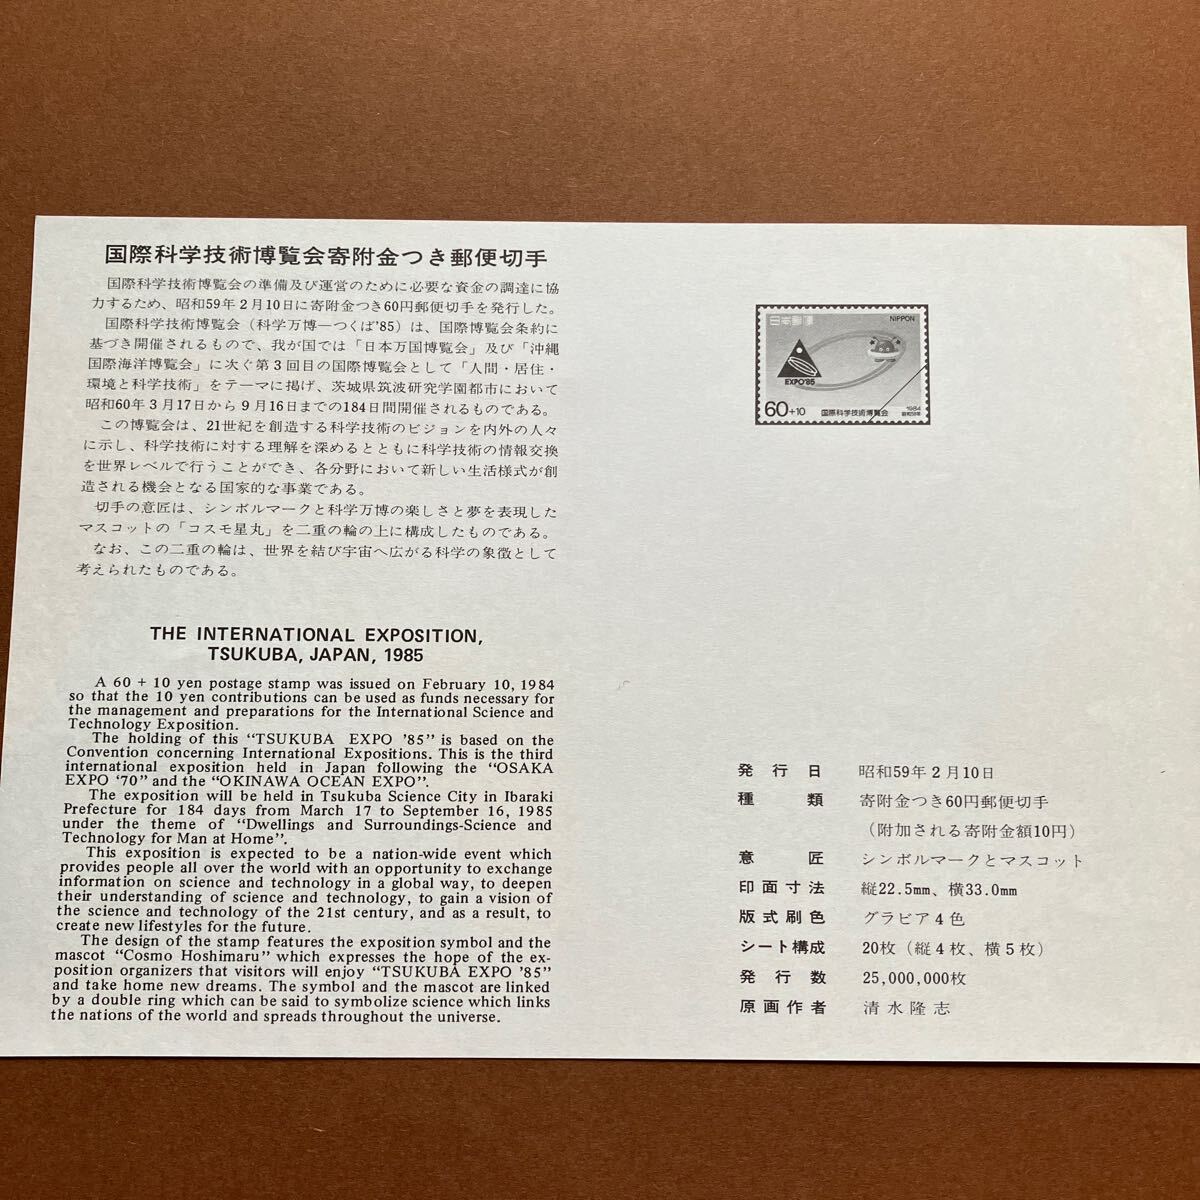 国際科学技術博覧会寄附金つき郵便切手
国際科学技術博覧会の準備及び運営のために必要な資金の調達に協
力するため、昭和59年2月10日に寄附金つき60円郵便切手を発行した。
国際科学技術博覧会（科学万博―つくば'85）は、国際博覧会条約に
基づき開催されるもので、我が国では「日本万国博覧会」及び「沖縄
国際海洋博覧会」に次ぐ第3回目の国際博覧会として「人間・居住・
環境と科学技術」をテーマに掲げ、茨城県筑波研究学園都市において
昭和60年3月17日から9月16日までの184日間開催されるものである。
この博覧会は、21世紀を創造する科学技術のビジョンを内外の人々
に示し、科学技術に対する理解を深めるとともに科学技術の情報交換
を世界レベルで行うことができ、各分野において新しい生活様式が創
造される機会となる国家的な事業である。
切手の意匠は、シンボルマークと科学万博の楽しさと夢を表現した
マスコットの「コスモ星丸」を二重の輪の上に構成したものである。
なお、この二重の輪は、世界を結び宇宙へ広がる科学の象徴として
考えられたものである。
THE INTERNATIONAL EXPOSITION,
TSUKUBA, JAPAN, 1985
A 60 + 10 yen postage stamp was issued on February 10, 1984
so that the 10 yen contributions can be used as funds necessary for
the management and preparations for the International Science and
Technology Exposition.
The holding of this "TSUKUBA EXPO '85" is based on the
Convention concerning International Expositions. This is the third
international exposition held in Japan following the "OSAKA
EXPO '70" and the "OKINAWA OCEAN EXPO".
The exposition will be held in Tsukuba Science City in Ibaraki
Prefecture for 184 days from March 17 to September 16, 1985
under the theme of "Dwellings and Surroundings-Science and
Technology for Man at Home".
This exposition is expected to be a nation-wide event which
provides people all over the world with an opportunity to exchange
information on science and technology in a global way, to deepen
their understanding of science and technology, to gain a vision of
the science and technology of the 21st century, and as a result, to
create new lifestyles for the future.
The design of the stamp features the exposition symbol and the
mascot "Cosmo Hoshimaru" which expresses the hope of the ex-
position organizers that visitors will enjoy "TSUKUBA EXPO '85"
and take home new dreams. The symbol and the mascot are linked
by a double ring which can be said to symbolize science which links
the nations of the world and spreads throughout the universe.
日本郵便 NIPPON
EXPO'85
60+10 国際科学技術博覧会 1984
昭和59年
発行日 昭和59年2月10日
種類 寄附金つき60円郵便切手
（附加される寄附金額10円）
意匠 シンボルマークとマスコット
印面寸法 縦22.5mm、横33.0mm
版式刷色 グラビア4色
シート構成 20枚（縦4枚、横5枚）
発行数 25,000,000枚
原画作者 清水隆志